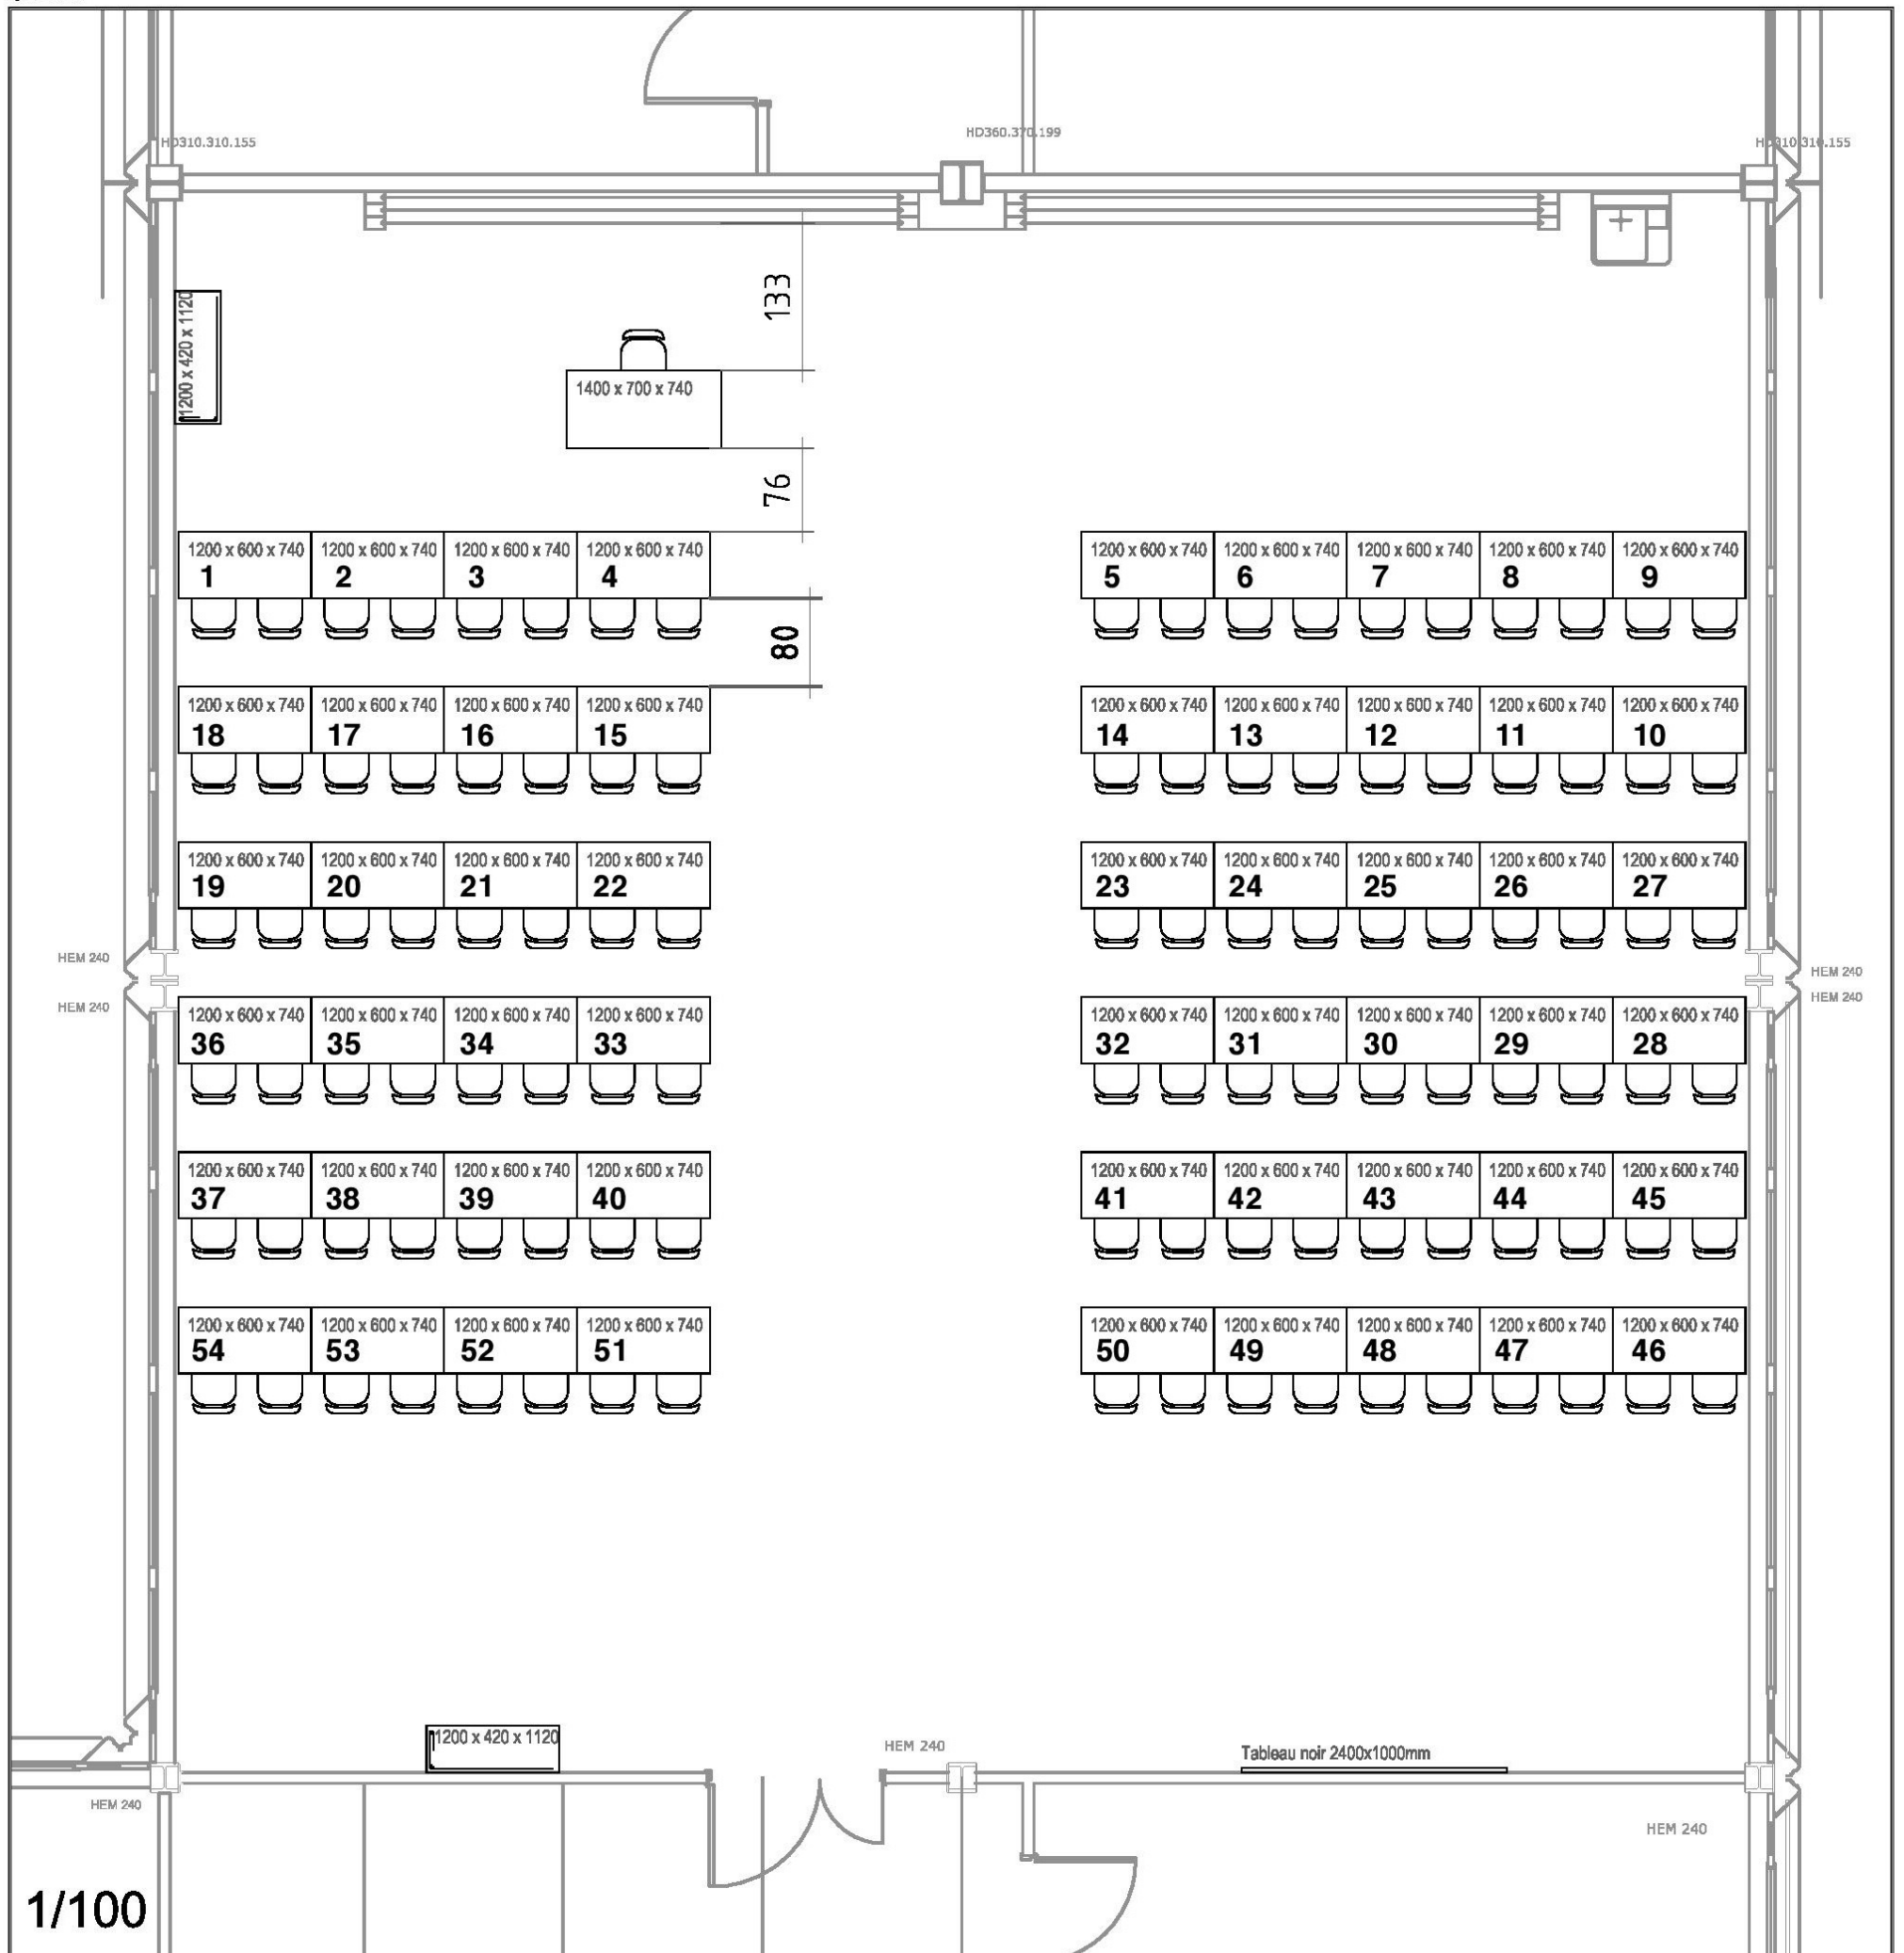 HD310.310.155
HD360.370.199
HD310.310.155
133
1200 x 420 x 1120
1400 x 700 x 740
76
1200 x 600 x 740 1200 x 600 x 740 1200 x 600 x 740 1200 x 600 x 740 1200 x 600 x 740 1200 x 600 x 740 1200 x 600 x 740 1200 x 600 x 740 1200 x 600 x 740
1 2 3 4 5 6 7 8 9
80
1200 x 600 x 740 1200 x 600 x 740 1200 x 600 x 740 1200 x 600 x 740 1200 x 600 x 740 1200 x 600 x 740 1200 x 600 x 740 1200 x 600 x 740 1200 x 600 x 740
18 17 16 15 14 13 12 11 10
1200 x 600 x 740 1200 x 600 x 740 1200 x 600 x 740 1200 x 600 x 740 1200 x 600 x 740 1200 x 600 x 740 1200 x 600 x 740 1200 x 600 x 740 1200 x 600 x 740
19 20 21 22 23 24 25 26 27
HEM 240
HEM 240
HEM 240
HEM 240
1200 x 600 x 740 1200 x 600 x 740 1200 x 600 x 740 1200 x 600 x 740 1200 x 600 x 740 1200 x 600 x 740 1200 x 600 x 740 1200 x 600 x 740 1200 x 600 x 740
36 35 34 33 32 31 30 29 28
1200 x 600 x 740 1200 x 600 x 740 1200 x 600 x 740 1200 x 600 x 740 1200 x 600 x 740 1200 x 600 x 740 1200 x 600 x 740 1200 x 600 x 740 1200 x 600 x 740
37 38 39 40 41 42 43 44 45
1200 x 600 x 740 1200 x 600 x 740 1200 x 600 x 740 1200 x 600 x 740 1200 x 600 x 740 1200 x 600 x 740 1200 x 600 x 740 1200 x 600 x 740 1200 x 600 x 740
54 53 52 51 50 49 48 47 46
1200 x 420 x 1120
HEM 240
Tableau noir 2400x1000mm
HEM 240
HEM 240
1/100